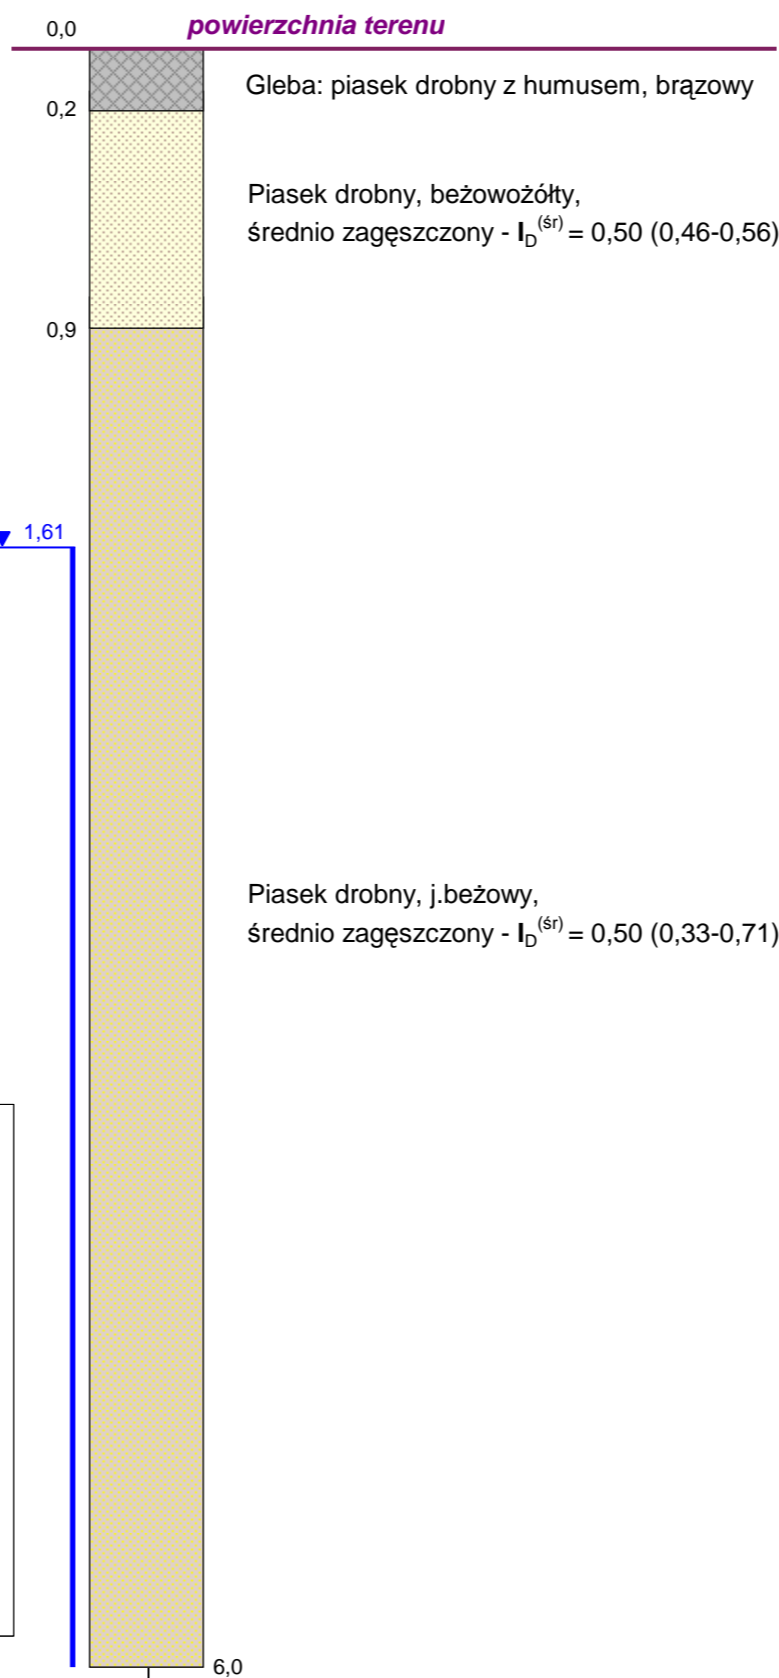 0,0
powierzchnia terenu
Gleba: piasek drobny z humusem, brązowy
0,2
Piasek drobny, beżowożółty,
średnio zagęszczony - I_D^(śr) = 0,50 (0,46-0,56)
0,9
1,61
Piasek drobny, j.beżowy,
średnio zagęszczony - I_D^(śr) = 0,50 (0,33-0,71)
6,0